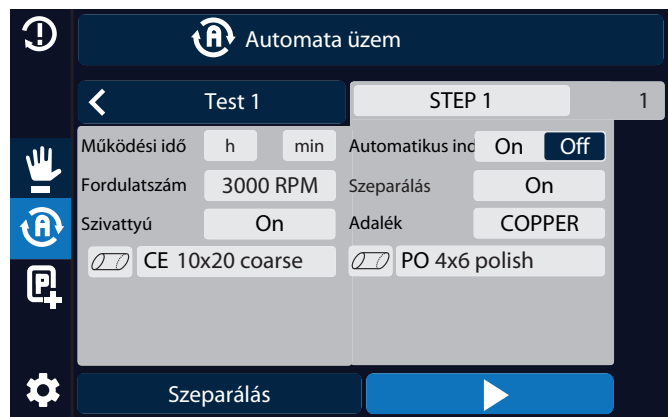 Automata üzem
Test 1 STEP 1 1
Működési idő h min Automatikus ind On Off
Fordulatszám 3000 RPM Szeparálás On
Szivattyú On Adalék COPPER
CE 10x20 coarse PO 4x6 polish
Szeparálás